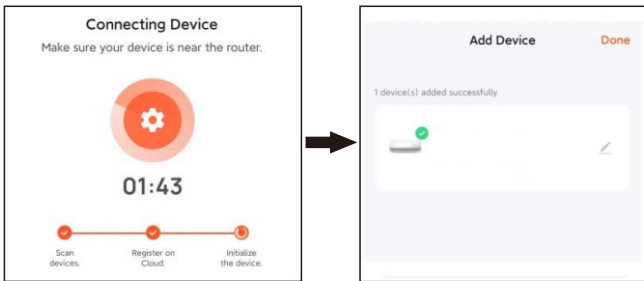 Connecting Device
Make sure your device is near the router.
01:43
Scan
devices.
Register on
Cloud.
Initialize
the device.
Add Device
Done
1 device(s) added successfully